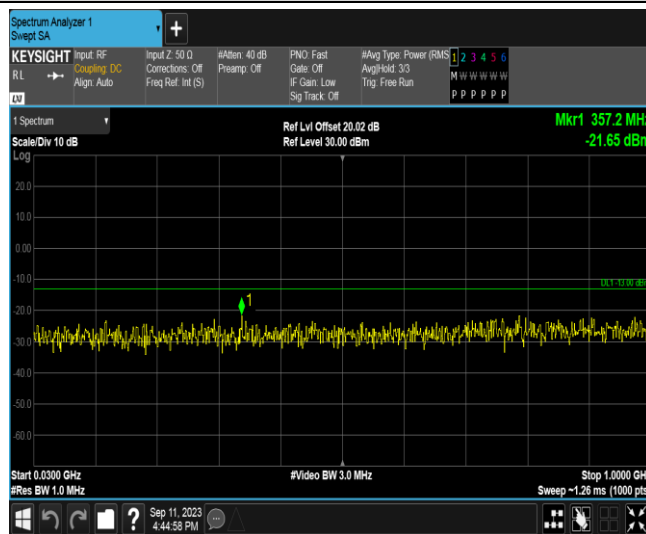 Spectrum Analyzer 1
Swept SA
+
KEYSIGHT
RL
LXI
Input: RF
Coupling: DC
Align: Auto
Input Z: 50 Ω
Corrections: Off
Freq Ref: Int (S)
#Atten: 40 dB
Preamp: Off
PNO: Fast
Gate: Off
IF Gain: Low
Sig Track: Off
#Avg Type: Power (RMS
Avg|Hold: 3/3
Trig: Free Run
1 2 3 4 5 6
M W W W W W
P P P P P P
1 Spectrum
Scale/Div 10 dB
Log
Ref Lvl Offset 20.02 dB
Ref Level 30.00 dBm
Mkr1 357.2 MHz
-21.65 dBm
20.0
10.0
0.00
-10.0
DL1 -13.00 dBm
1
-20.0
-30.0
-40.0
-50.0
-60.0
Start 0.0300 GHz
#Res BW 1.0 MHz
#Video BW 3.0 MHz
Stop 1.0000 GH
Sweep ~1.26 ms (1000 pts
?
Sep 11, 2023
4:44:58 PM